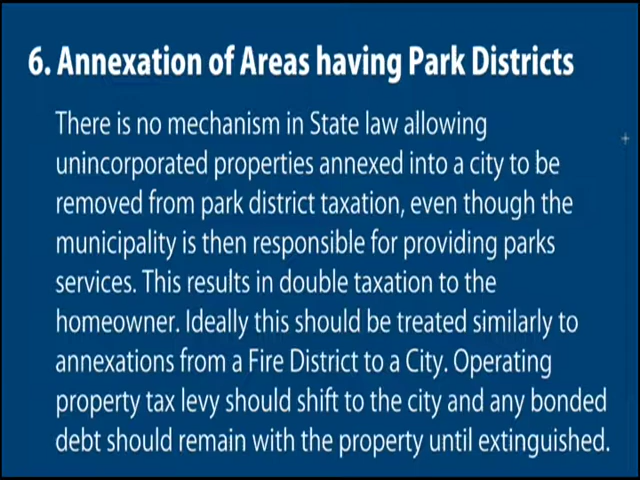 6. Annexation of Areas having Park Districts
There is no mechanism in State law allowing
unincorporated properties annexed into a city to be
removed from park district taxation, even though the
municipality is then responsible for providing parks
services. This results in double taxation to the
homeowner. Ideally this should be treated similarly to
annexations from a Fire District to a City. Operating
property tax levy should shift to the city and any bonded
debt should remain with the property until extinguished.